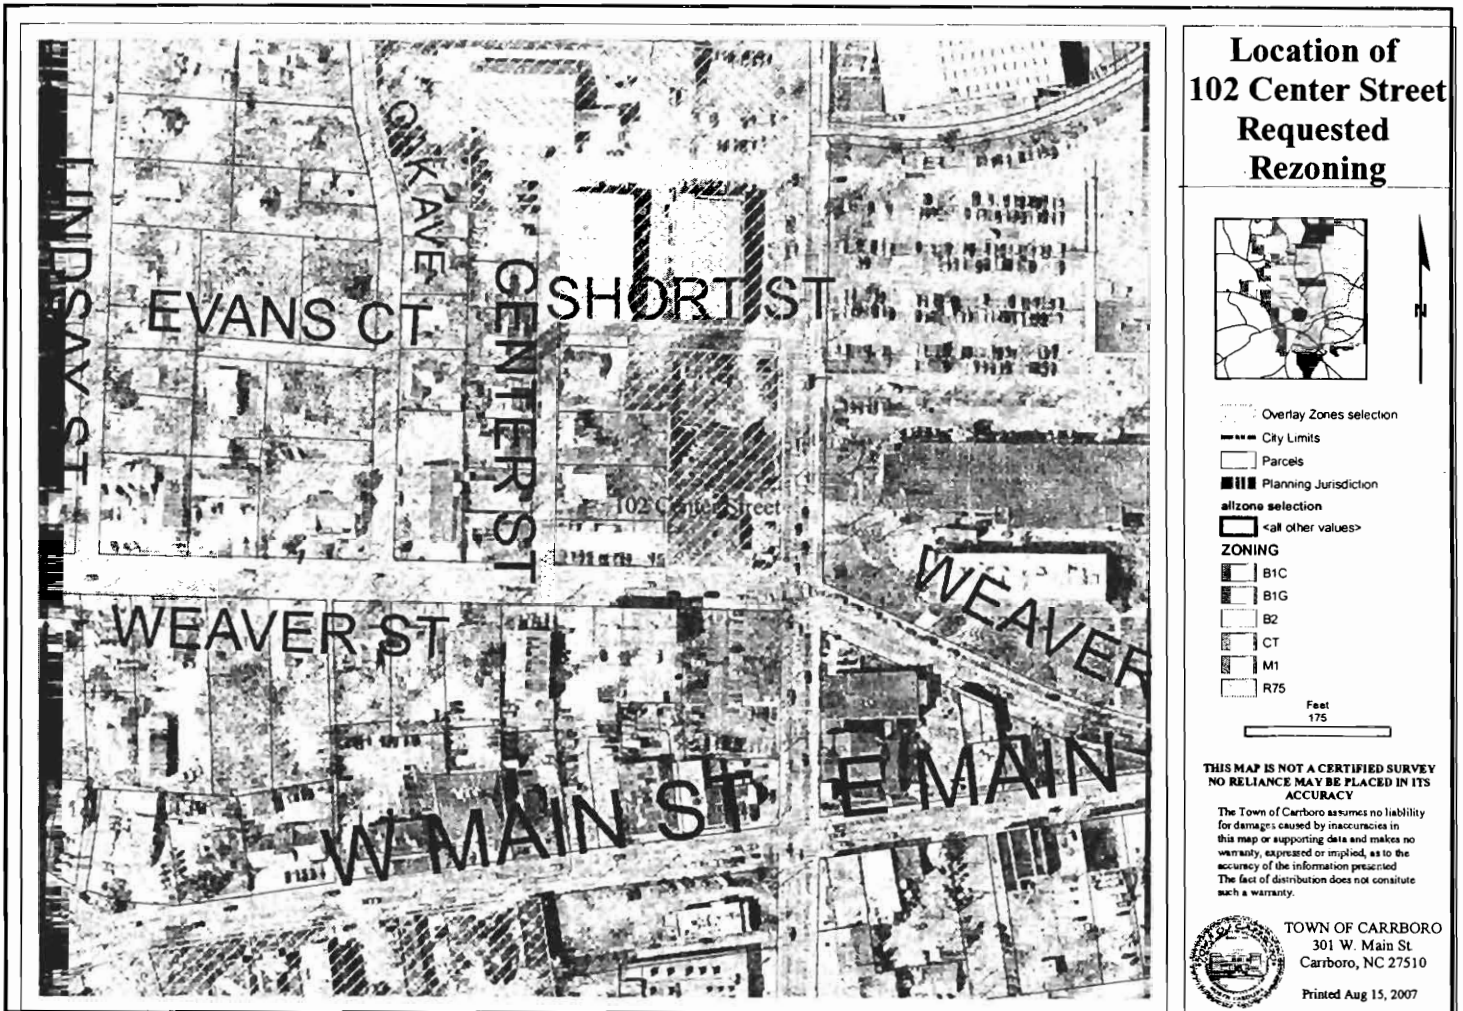 Location of
102 Center Street
Requested
Rezoning
OAK AVE
LINDSAY ST
EVANS CT
CENTER ST
SHORT ST
102 Center Street
WEAVER ST
WEAVER
W MAIN ST
E MAIN
N
Overlay Zones selection
City Limits
Parcels
Planning Jurisdiction
allzone selection
<all other values>
ZONING
B1C
B1G
B2
CT
M1
R75
Feet
175
THIS MAP IS NOT A CERTIFIED SURVEY
NO RELIANCE MAY BE PLACED IN ITS
ACCURACY
The Town of Carrboro assumes no liablility
for damages caused by inaccuracies in
this map or supporting data and makes no
warranty, expressed or implied, as to the
accuracy of the information presented
The fact of distribution does not consitute
such a warranty.
TOWN OF CARRBORO
301 W. Main St
Carrboro, NC 27510
Printed Aug 15, 2007